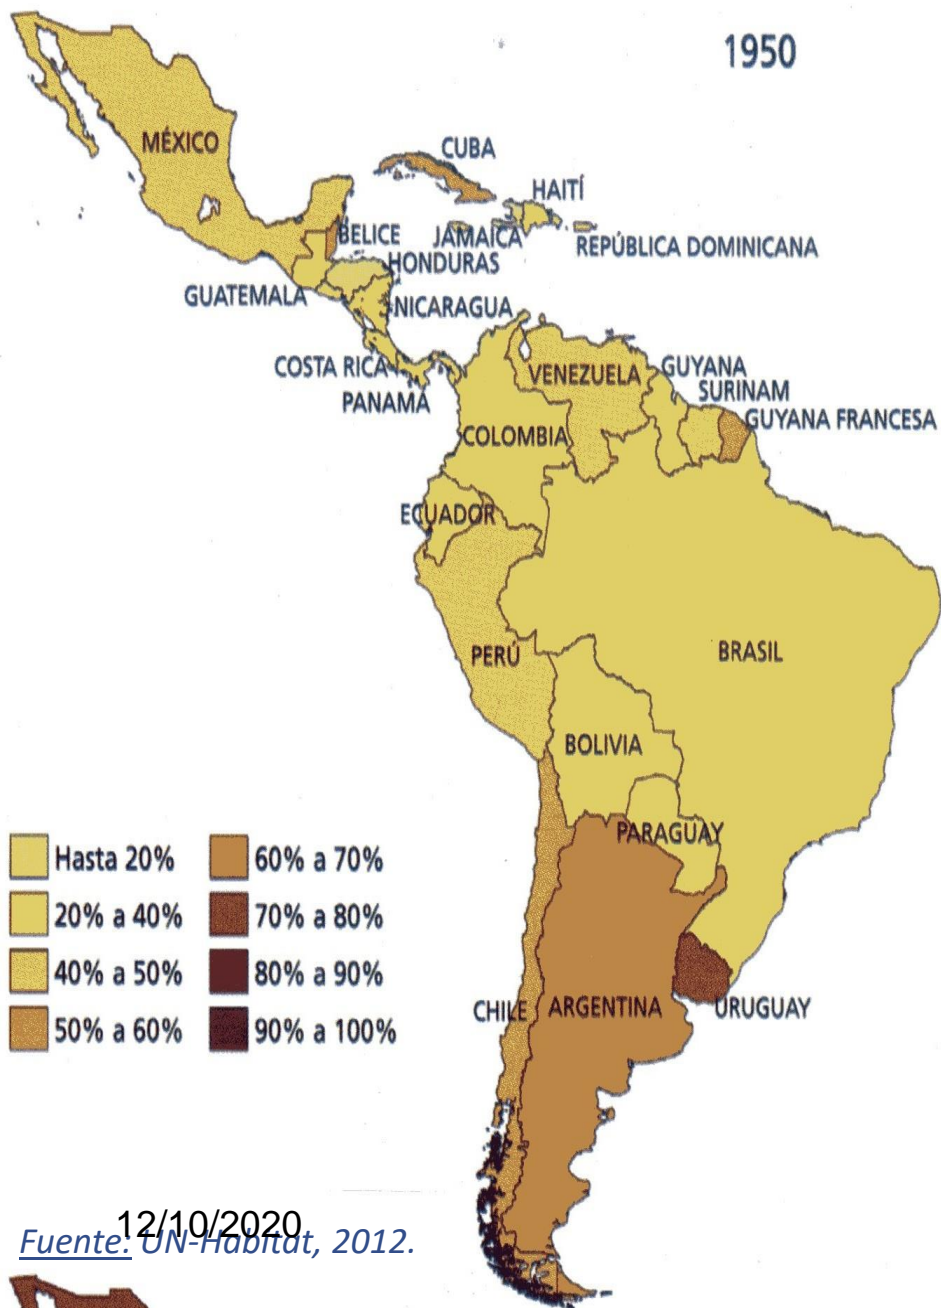 1950
MÉXICO
CUBA
HAITÍ
BELICE
JAMAÍCA
REPÚBLICA DOMINICANA
HONDURAS
GUATEMALA
NICARAGUA
COSTA RICA
PANAMÁ
VENEZUELA
GUYANA
SURINAM
GUYANA FRANCESA
COLOMBIA
ECUADOR
PERÚ
BRASIL
BOLIVIA
PARAGUAY
CHILE
ARGENTINA
URUGUAY
Hasta 20%
20% a 40%
40% a 50%
50% a 60%
60% a 70%
70% a 80%
80% a 90%
90% a 100%
12/10/2020
Fuente: UN-Habitat, 2012.